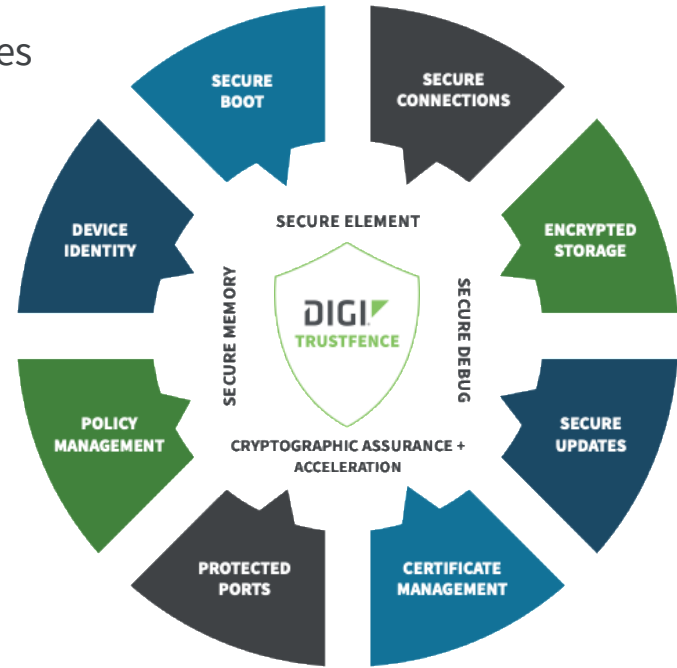 es
SECURE
BOOT
SECURE
CONNECTIONS
ENCRYPTED
STORAGE
SECURE
UPDATES
CERTIFICATE
MANAGEMENT
PROTECTED
PORTS
POLICY
MANAGEMENT
DEVICE
IDENTITY
SECURE ELEMENT
SECURE DEBUG
CRYPTOGRAPHIC ASSURANCE +
ACCELERATION
SECURE MEMORY
DIGI
TRUSTFENCE